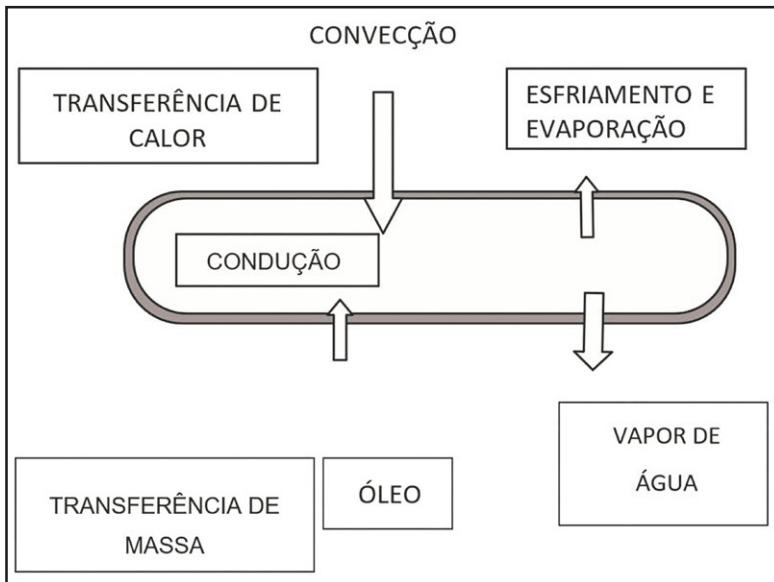 CONVECÇÃO
TRANSFERÊNCIA DE
CALOR
ESFRIAMENTO E
EVAPORAÇÃO
CONDUÇÃO
TRANSFERÊNCIA DE
MASSA
ÓLEO
VAPOR DE
ÁGUA